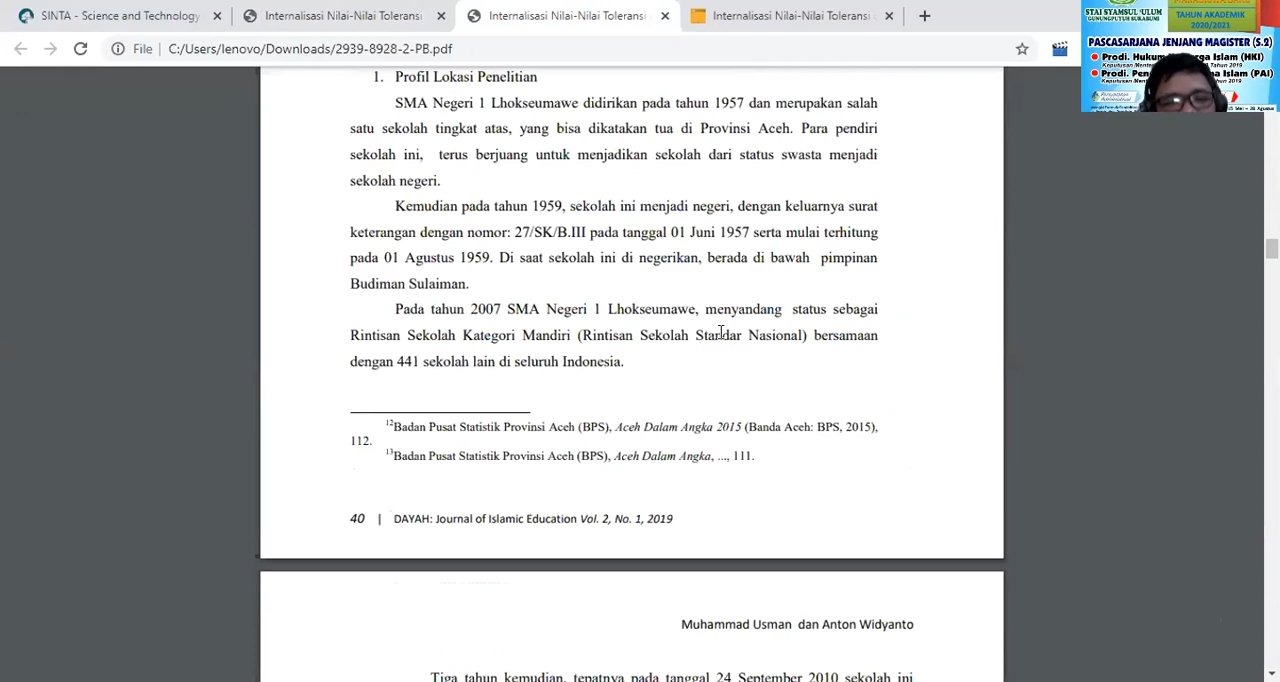 SINTA - Science and Technology
Internalisasi Nilai-Nilai Toleransi
Internalisasi Nilai-Nilai Toleransi
Internalisasi Nilai-Nilai Toleransi
File | C:/Users/lenovo/Downloads/2939-8928-2-PB.pdf
STAI SYAMSUL 'ULUM
GUNUNGPUYUH SUKABUMI
TAHUN AKADEMIK
2020/2021
PASCASARJANA JENJANG MAGISTER (S.2)
Prodi. Hukum Keluarga Islam (HKI)
1. Profil Lokasi Penelitian
SMA Negeri 1 Lhokseumawe didirikan pada tahun 1957 dan merupakan salah
satu sekolah tingkat atas, yang bisa dikatakan tua di Provinsi Aceh. Para pendiri
sekolah ini, terus berjuang untuk menjadikan sekolah dari status swasta menjadi
sekolah negeri.
Kemudian pada tahun 1959, sekolah ini menjadi negeri, dengan keluarnya surat
keterangan dengan nomor: 27/SK/B.III pada tanggal 01 Juni 1957 serta mulai terhitung
pada 01 Agustus 1959. Di saat sekolah ini di negerikan, berada di bawah pimpinan
Budiman Sulaiman.
Pada tahun 2007 SMA Negeri 1 Lhokseumawe, menyandang status sebagai
Rintisan Sekolah Kategori Mandiri (Rintisan Sekolah Standar Nasional) bersamaan
dengan 441 sekolah lain di seluruh Indonesia.
12Badan Pusat Statistik Provinsi Aceh (BPS), Aceh Dalam Angka 2015 (Banda Aceh: BPS, 2015),
112.
13Badan Pusat Statistik Provinsi Aceh (BPS), Aceh Dalam Angka, ..., 111.
40 | DAYAH: Journal of Islamic Education Vol. 2, No. 1, 2019
Muhammad Usman dan Anton Widyanto
Tiga tahun kemudian, tepatnya pada tanggal 24 September 2010 sekolah ini